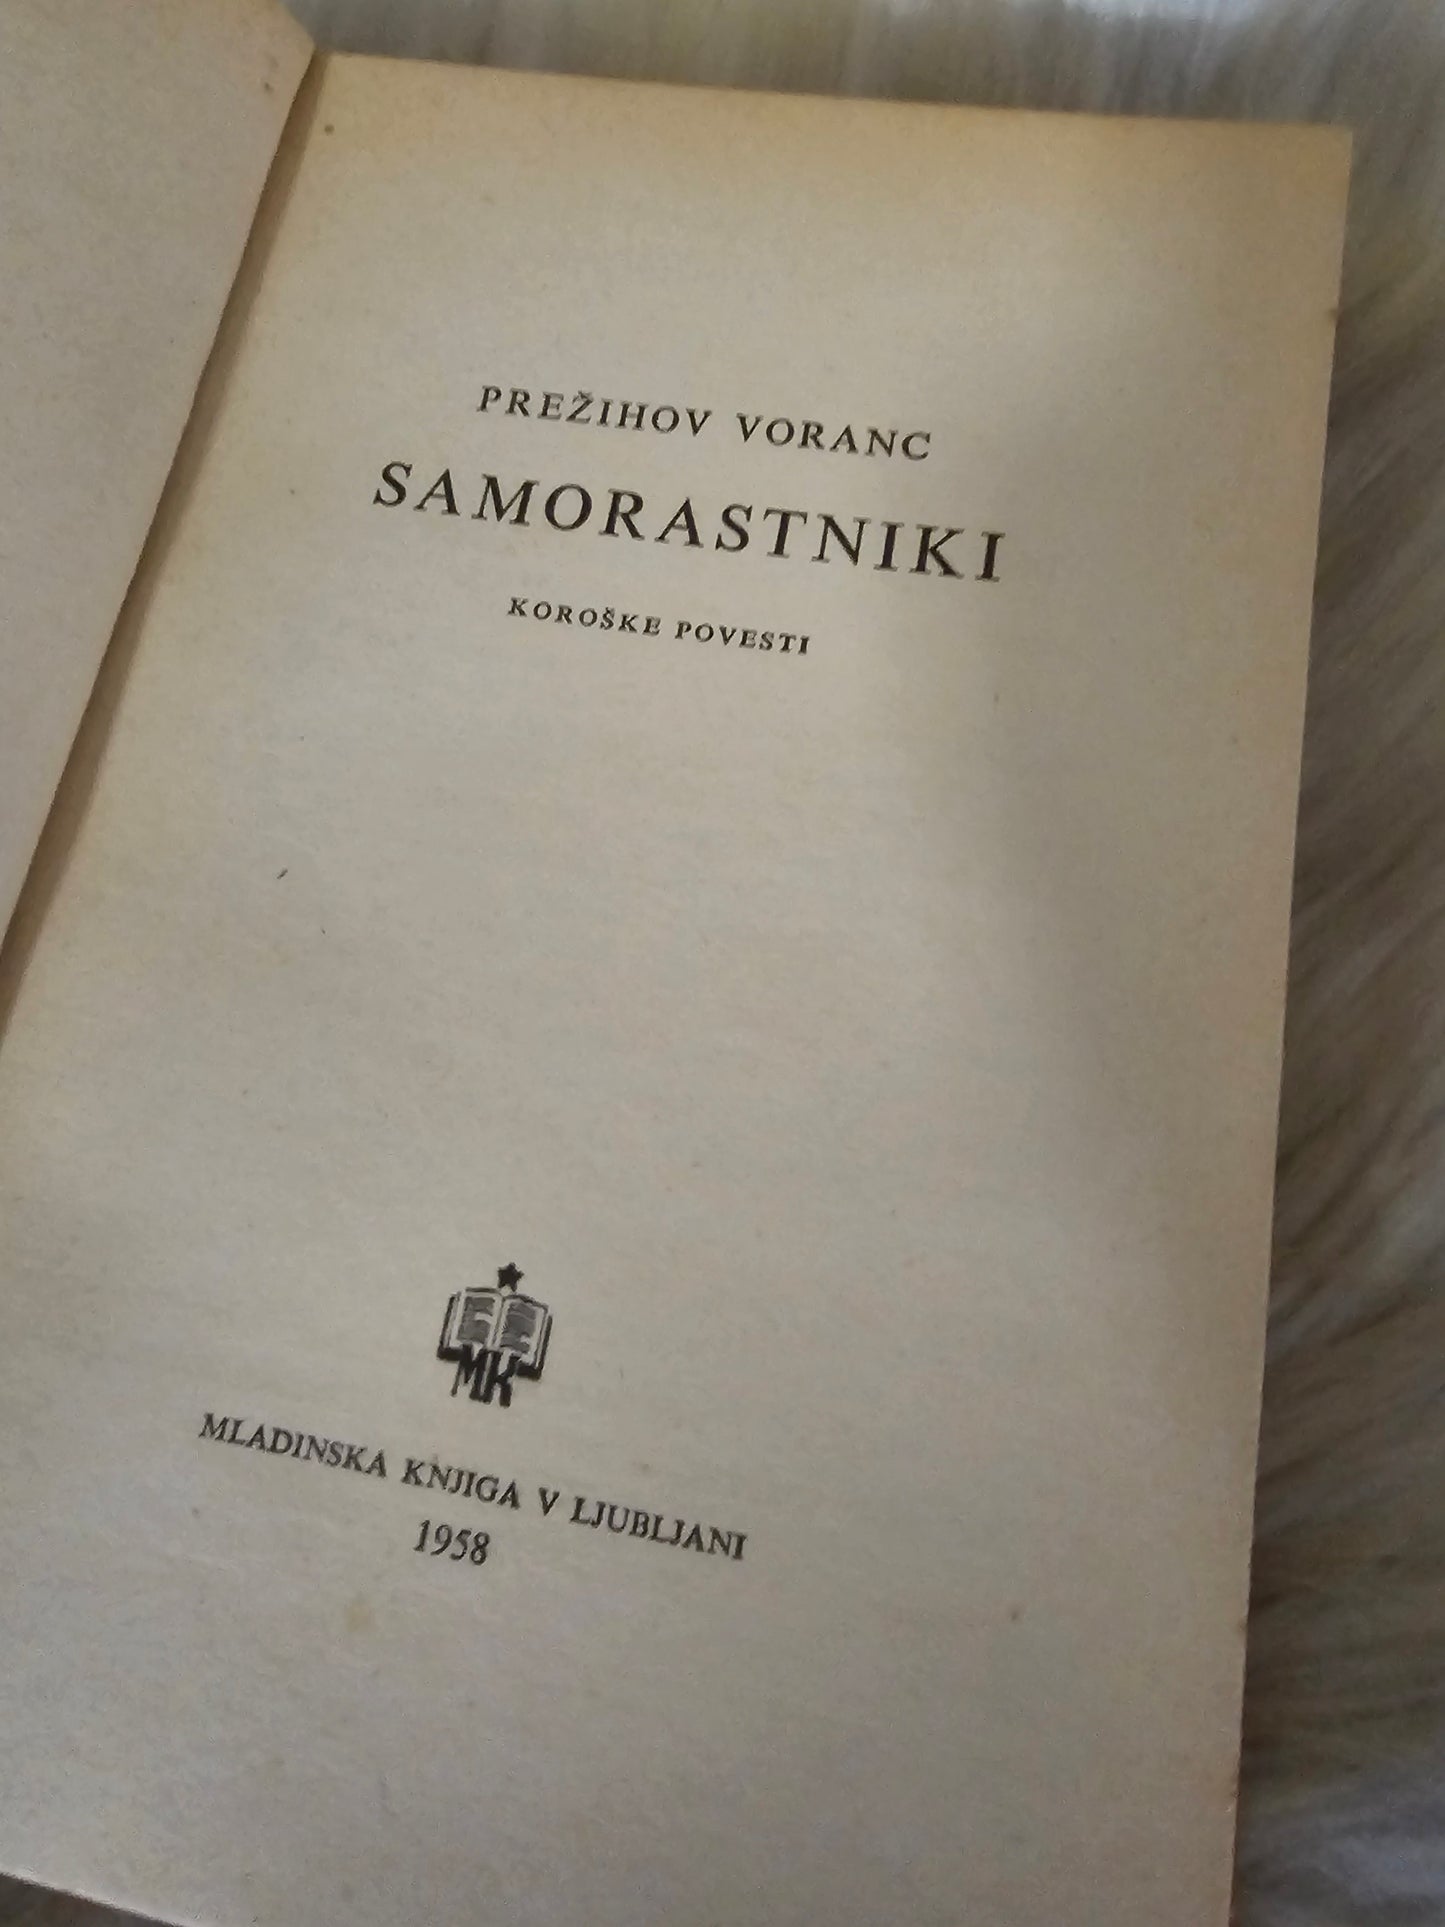 PREŽIHOV VORANC
SAMORASTNIKI
KOROŠKE POVESTI
MK
MLADINSKA KNJIGA V LJUBLJANI
1958